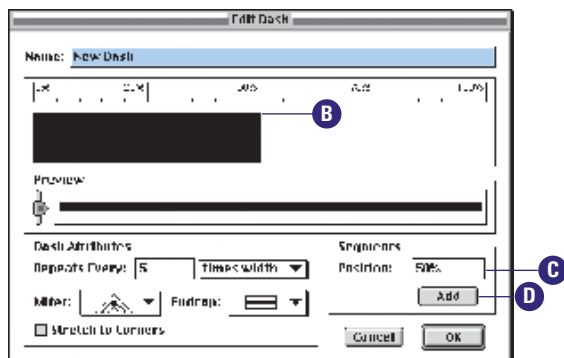 Edit Dash
Name: New Dash
0% 25% 50% 75% 100%
B
Preview
Dash Attributes
Segments
Repeats Every: 5 times width
Position: 50%
C
Miter: Endcap:
Add
D
Stretch to Corners
Cancel OK